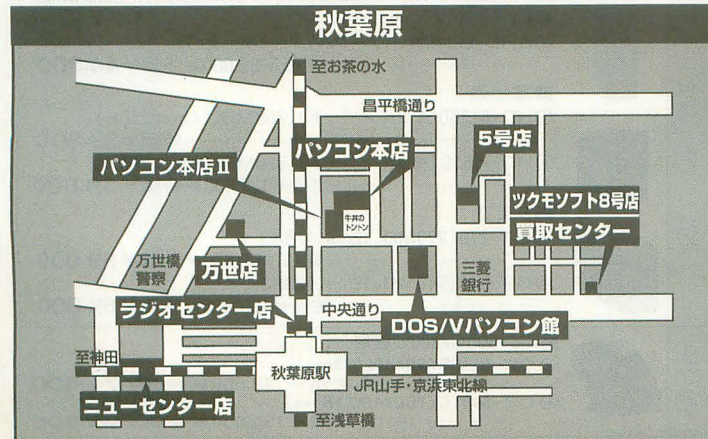 秋葉原
至お茶の水
昌平橋通り
パソコン本店
5号店
パソコン本店Ⅱ
ツクモソフト8号店
買取センター
牛丼の
トントン
万世橋
警察
万世店
三菱
銀行
ラジオセンター店
中央通り
DOS/Vパソコン館
至神田
秋葉原駅
JR山手・京浜東北線
ニューセンター店
至浅草橋